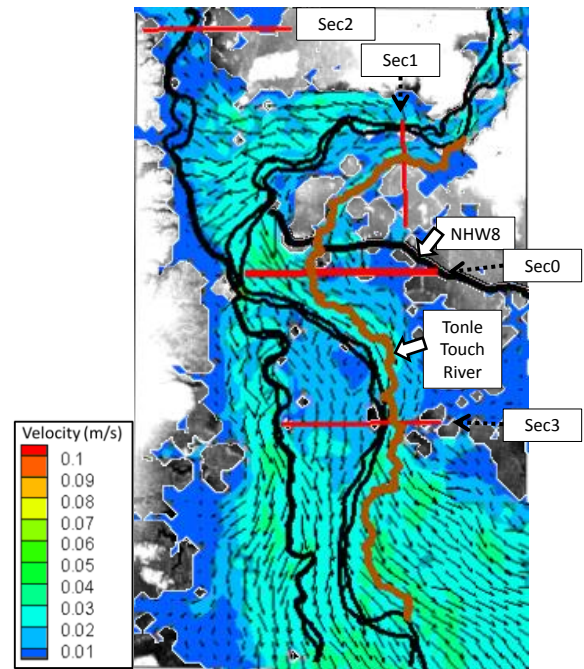 Sec2
Sec1
NHW8
Sec0
Tonle
Touch
River
Sec3
Velocity (m/s)
0.1
0.09
0.08
0.07
0.06
0.05
0.04
0.03
0.02
0.01